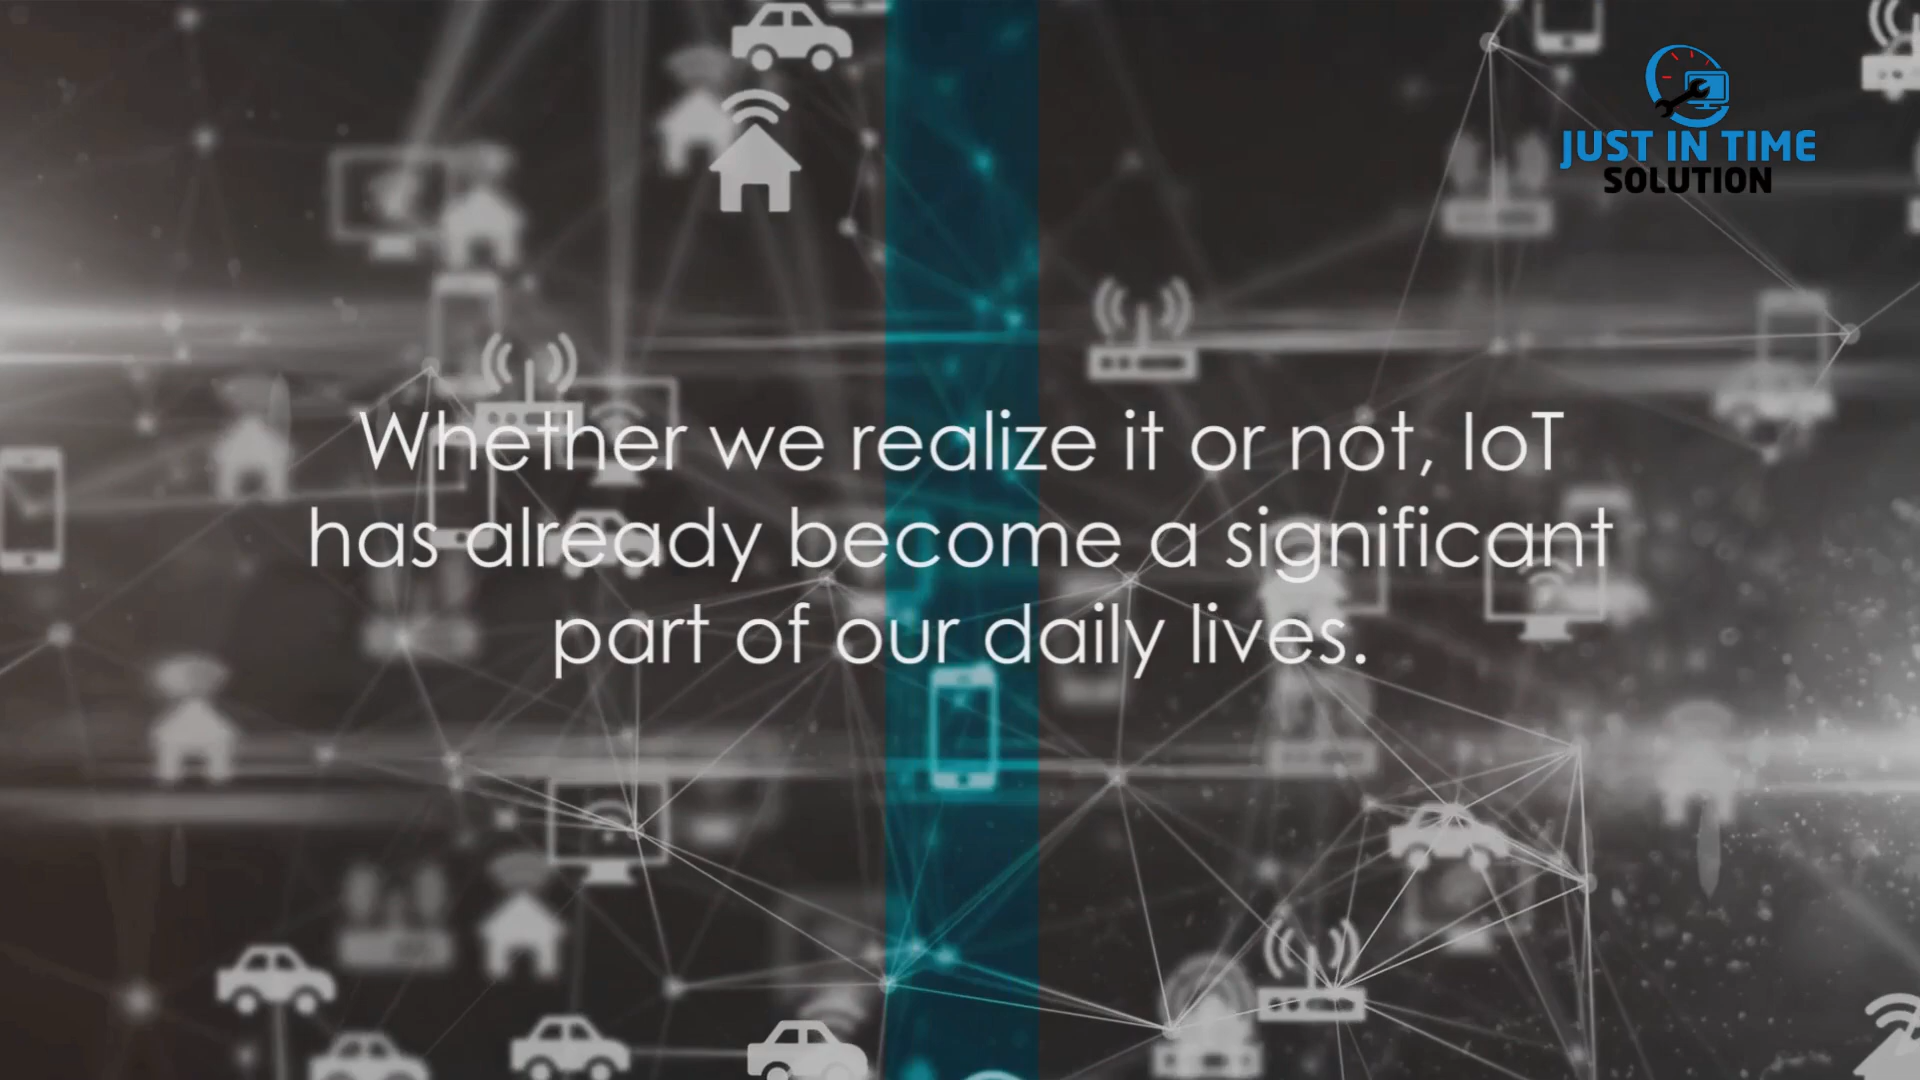 JUST IN TIME
SOLUTION
Whether we realize it or not, IoT
has already become a significant
part of our daily lives.